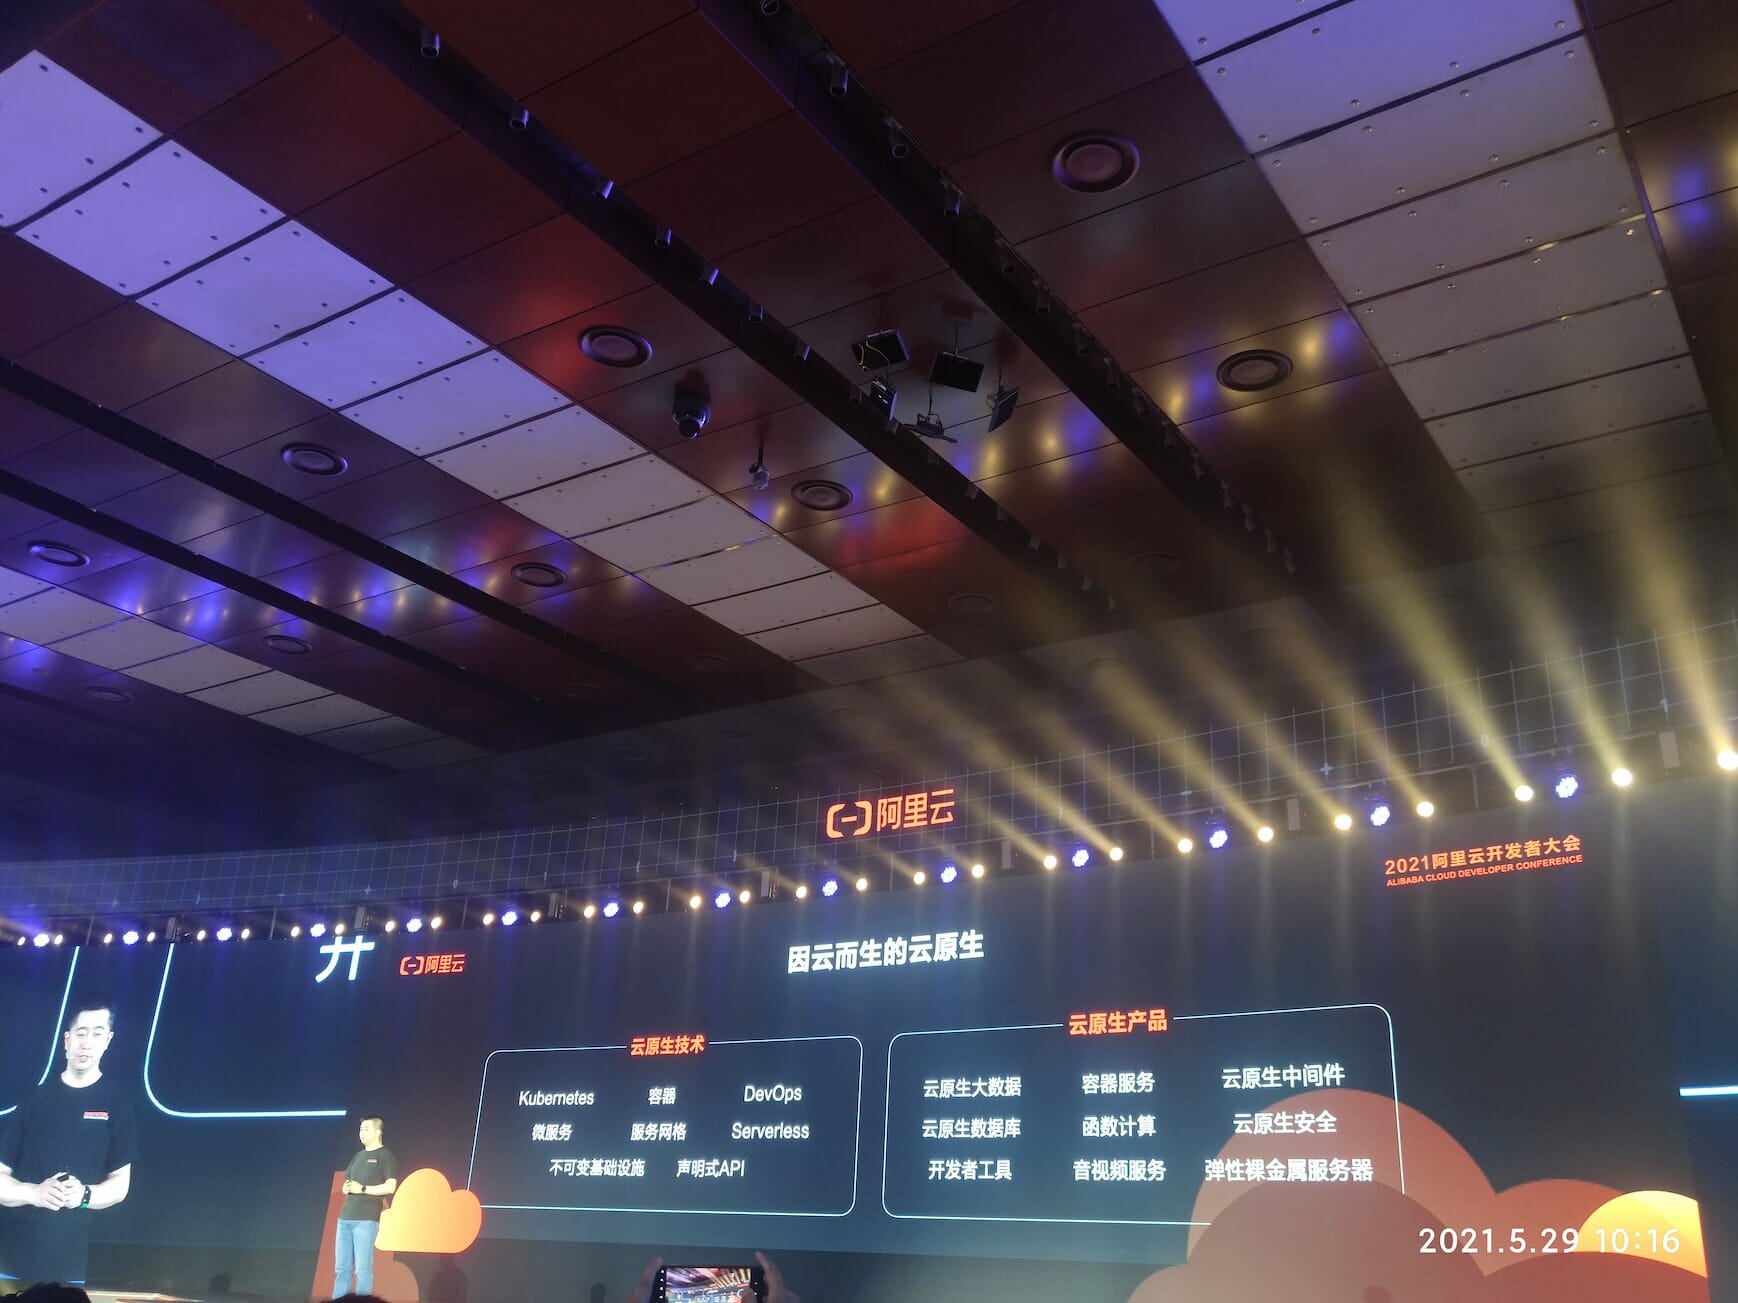 阿里云
2021阿里云开发者大会
ALIBABA CLOUD DEVELOPER CONFERENCE
阿里云
因云而生的云原生
云原生技术
Kubernetes 容器 DevOps
微服务 服务网格 Serverless
不可变基础设施 声明式API
云原生产品
云原生大数据 容器服务 云原生中间件
云原生数据库 函数计算 云原生安全
开发者工具 音视频服务 弹性裸金属服务器
2021.5.29 10:16